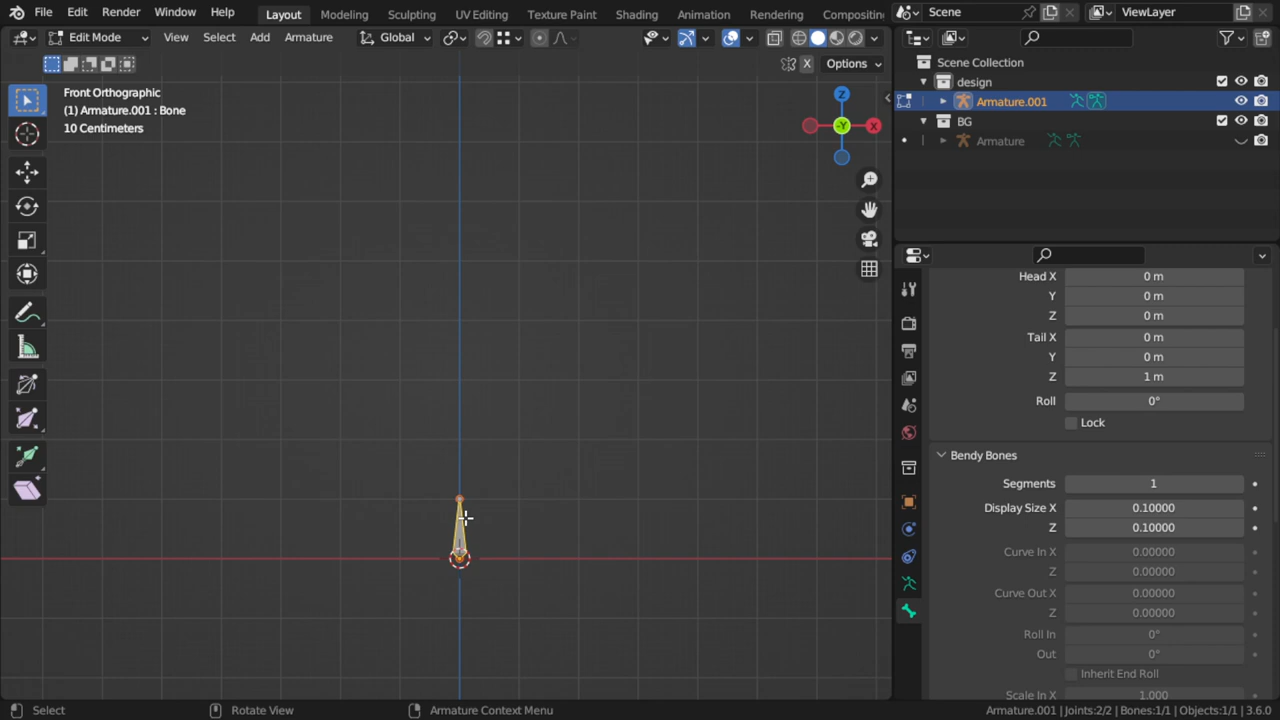 File Edit Render Window Help Layout Modeling Sculpting UV Editing Texture Paint Shading Animation Rendering Compositin Scene ViewLayer
Edit Mode View Select Add Armature Global
X Options
Front Orthographic
(1) Armature.001 : Bone
10 Centimeters
Z
-Y
X
Scene Collection
design
Armature.001
BG
Armature
Head X 0 m
Y 0 m
Z 0 m
Tail X 0 m
Y 0 m
Z 1 m
Roll 0°
Lock
Bendy Bones
Segments 1
Display Size X 0.10000
Z 0.10000
Curve In X 0.00000
Z 0.00000
Curve Out X 0.00000
Z 0.00000
Roll In 0°
Out 0°
Inherit End Roll
Scale In X 1.000
Select Rotate View Armature Context Menu Armature.001 | Joints:2/2 | Bones:1/1 | Objects:1/1 | 3.6.0